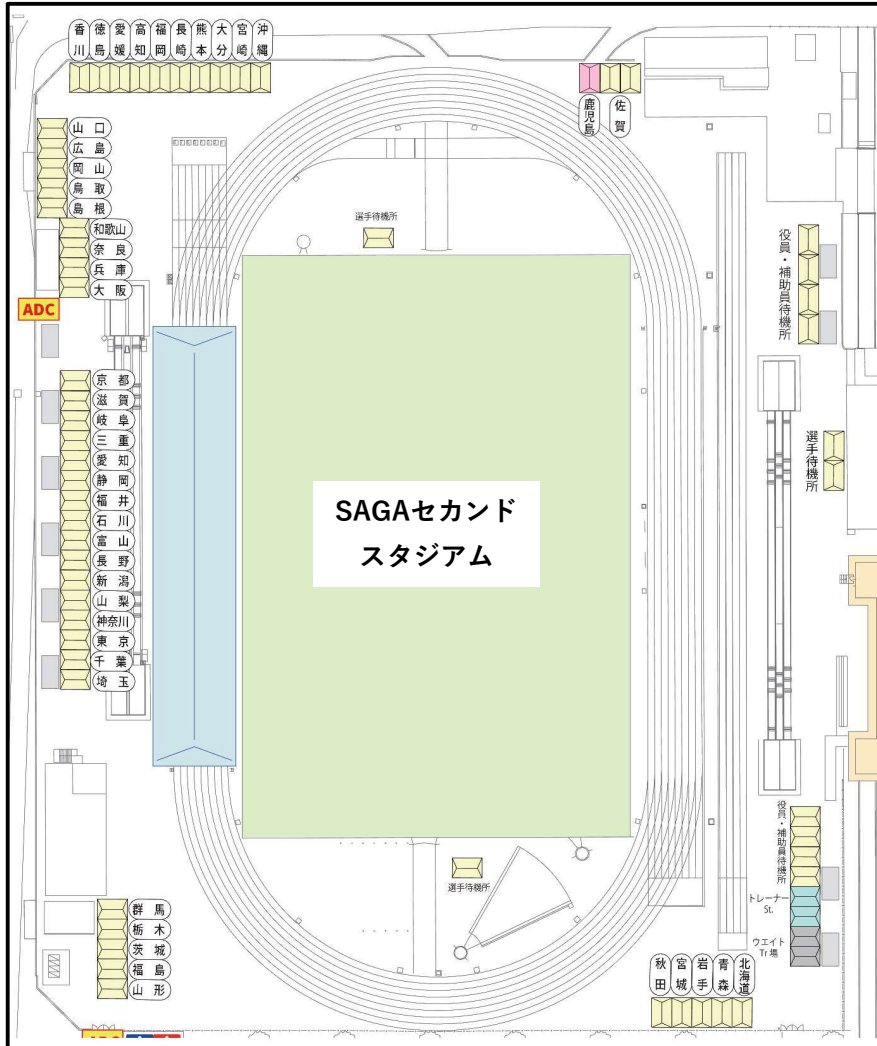 香川
徳島
愛媛
高知
福岡
長崎
熊本
大分
宮崎
沖縄
鹿児島
佐賀
山口
広島
岡山
鳥取
島根
和歌山
奈良
兵庫
大阪
ADC
選手待機所
役員・補助員待機所
京都
滋賀
岐阜
三重
愛知
静岡
福井
石川
富山
長野
新潟
山梨
神奈川
東京
千葉
埼玉
選手待機所
SAGAセカンド
スタジアム
役員・補助員待機所
トレーナー
St.
ウエイト
Tr場
選手待機所
群馬
栃木
茨城
福島
山形
秋田
宮城
岩手
青森
北海道
ADC